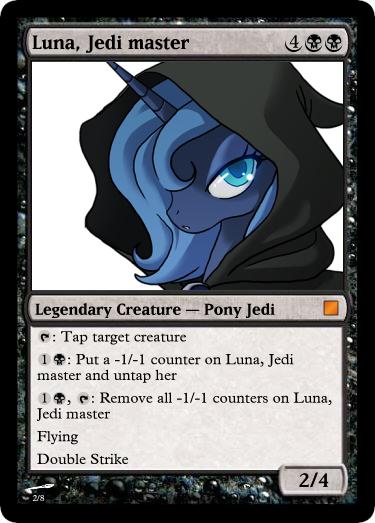 Luna, Jedi master 4
Legendary Creature — Pony Jedi
: Tap target creature
1 : Put a -1/-1 counter on Luna, Jedi
master and untap her
1 , : Remove all -1/-1 counters on Luna,
Jedi master
Flying
Double Strike
2/4
2/8